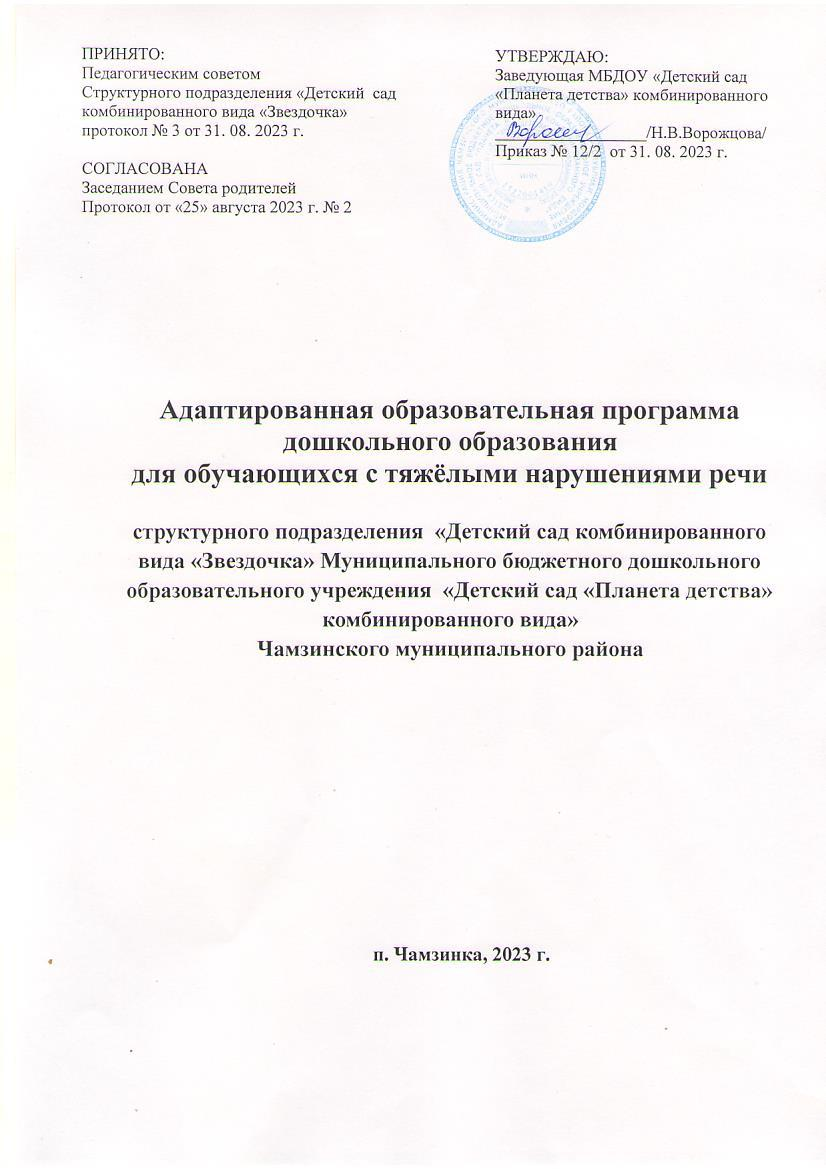 ПРИНЯТО:
Педагогическим советом
Структурного подразделения «Детский сад
комбинированного вида «Звездочка»
протокол № 3 от 31. 08. 2023 г.
СОГЛАСОВАНА
Заседанием Совета родителей
Протокол от «25» августа 2023 г. № 2
УТВЕРЖДАЮ:
Заведующая МБДОУ «Детский сад
«Планета детства» комбинированного
вида»
/Н.В.Ворожцова/
Приказ № 12/2 от 31. 08. 2023 г.
Адаптированная образовательная программа
дошкольного образования
для обучающихся с тяжёлыми нарушениями речи
структурного подразделения «Детский сад комбинированного
вида «Звездочка» Муниципального бюджетного дошкольного
образовательного учреждения «Детский сад «Планета детства»
комбинированного вида»
Чамзинского муниципального района
п. Чамзинка, 2023 г.